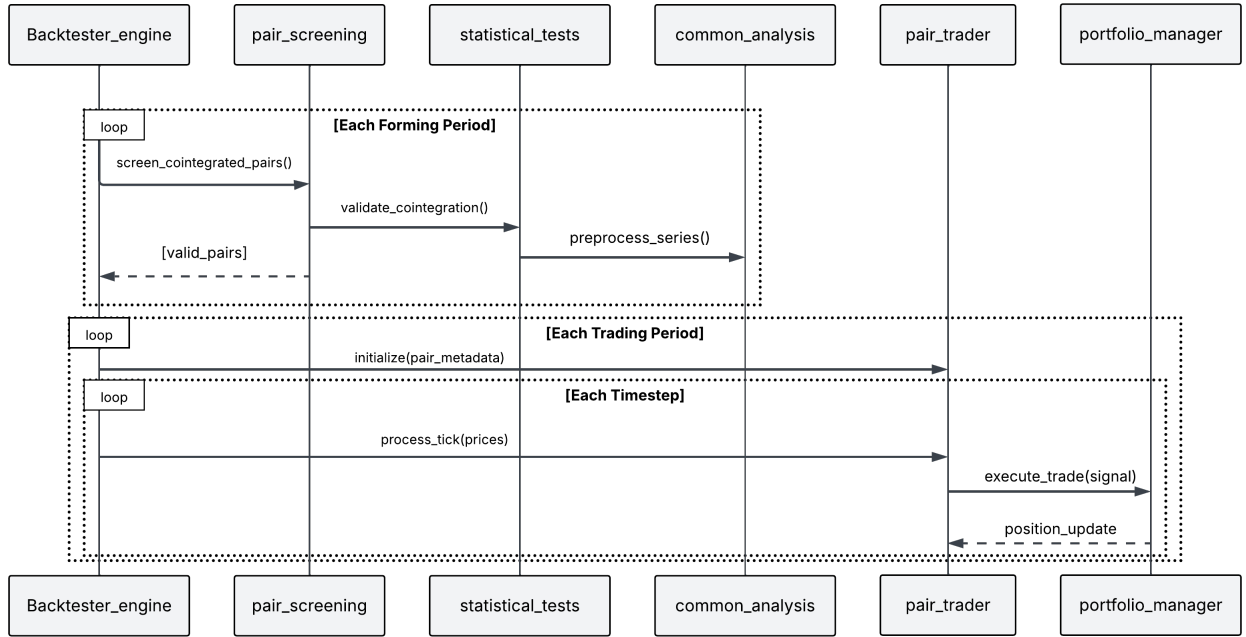 Backtester_engine
pair_screening
statistical_tests
common_analysis
pair_trader
portfolio_manager
loop
[Each Forming Period]
screen_cointegrated_pairs()
validate_cointegration()
preprocess_series()
[valid_pairs]
loop
[Each Trading Period]
initialize(pair_metadata)
loop
[Each Timestep]
process_tick(prices)
execute_trade(signal)
position_update
Backtester_engine
pair_screening
statistical_tests
common_analysis
pair_trader
portfolio_manager